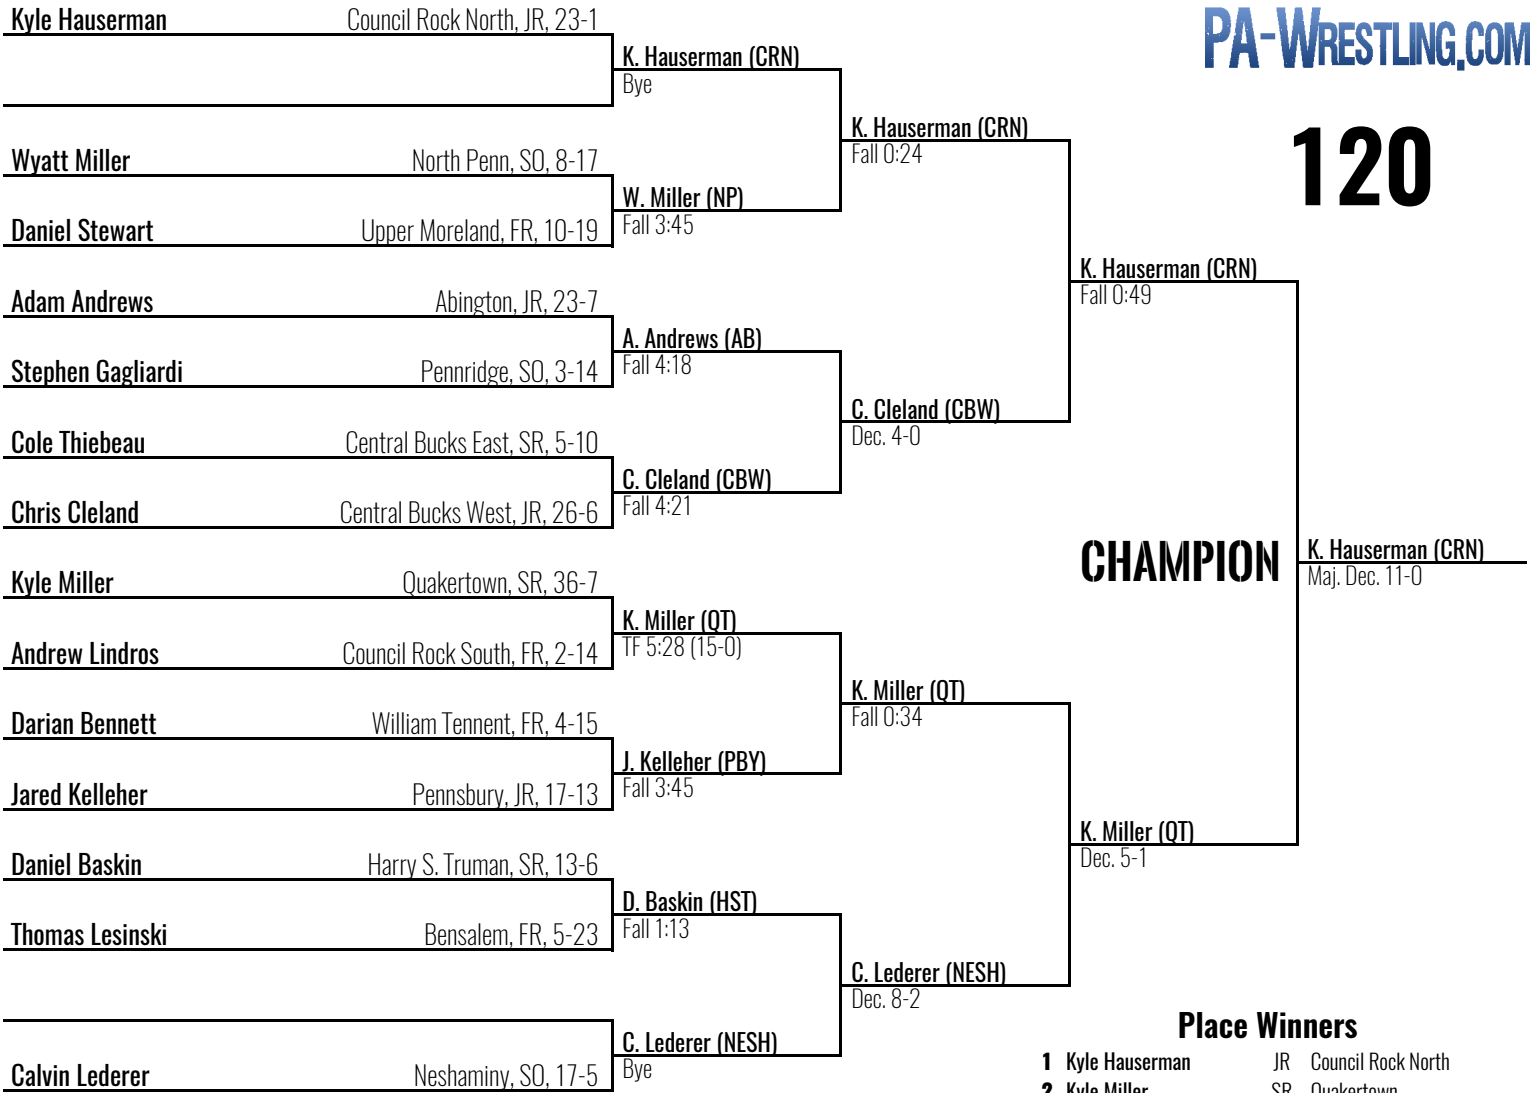 Kyle Hauserman Council Rock North, JR, 23-1
PA-WRESTLING.COM
K. Hauserman (CRN)
Bye
K. Hauserman (CRN)
Fall 0:24
120
Wyatt Miller North Penn, SO, 8-17
W. Miller (NP)
Fall 3:45
Daniel Stewart Upper Moreland, FR, 10-19
K. Hauserman (CRN)
Fall 0:49
Adam Andrews Abington, JR, 23-7
A. Andrews (AB)
Fall 4:18
Stephen Gagliardi Pennridge, SO, 3-14
C. Cleland (CBW)
Dec. 4-0
Cole Thiebeau Central Bucks East, SR, 5-10
C. Cleland (CBW)
Fall 4:21
Chris Cleland Central Bucks West, JR, 26-6
CHAMPION
K. Hauserman (CRN)
Maj. Dec. 11-0
Kyle Miller Quakertown, SR, 36-7
K. Miller (QT)
TF 5:28 (15-0)
Andrew Lindros Council Rock South, FR, 2-14
K. Miller (QT)
Fall 0:34
Darian Bennett William Tennent, FR, 4-15
J. Kelleher (PBY)
Fall 3:45
Jared Kelleher Pennsbury, JR, 17-13
K. Miller (QT)
Dec. 5-1
Daniel Baskin Harry S. Truman, SR, 13-6
D. Baskin (HST)
Fall 1:13
Thomas Lesinski Bensalem, FR, 5-23
C. Lederer (NESH)
Dec. 8-2
C. Lederer (NESH)
Bye
Calvin Lederer Neshaminy, SO, 17-5
Place Winners
1 Kyle Hauserman JR Council Rock North
2 Kyle Miller SR Quakertown